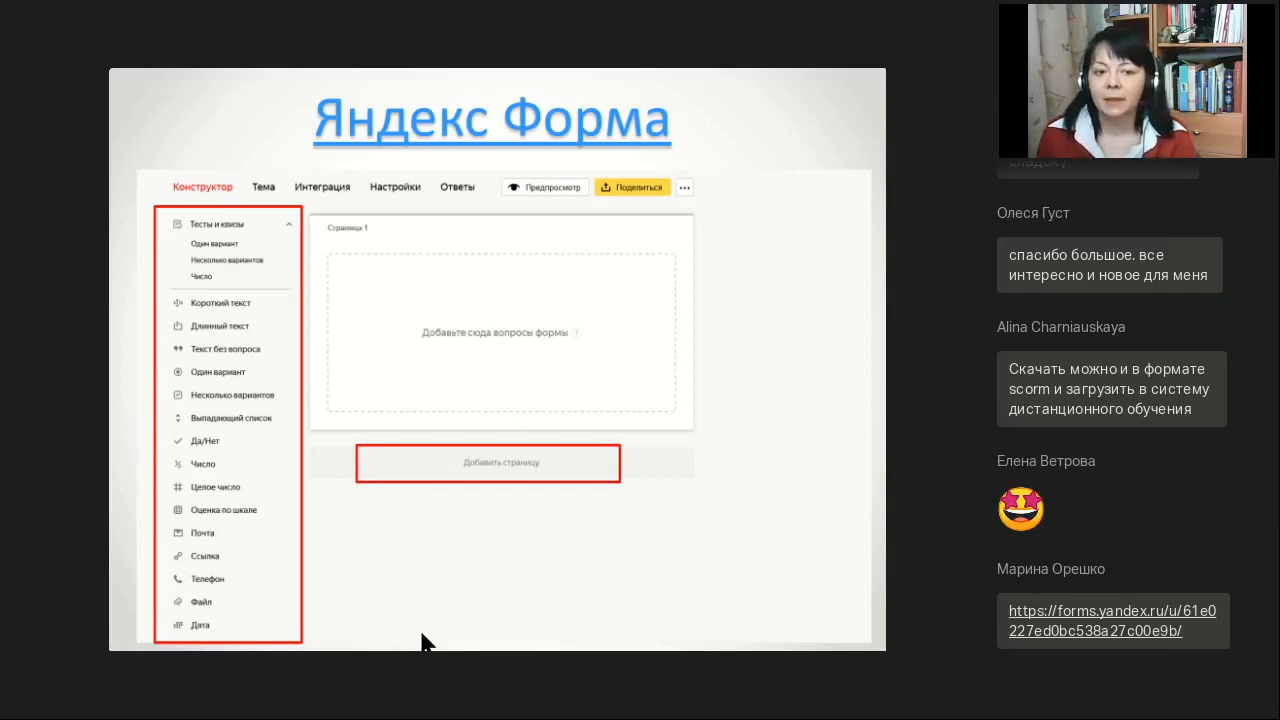 Яндекс Форма
Конструктор Тема Интеграция Настройки Ответы Предпросмотр Поделиться
Тесты и квизы
Один вариант
Несколько вариантов
Число
Короткий текст
Длинный текст
Текст без вопроса
Один вариант
Несколько вариантов
Выпадающий список
Да/Нет
Число
Целое число
Оценка по шкале
Почта
Ссылка
Телефон
Файл
Дата
Страница 1
Добавьте сюда вопросы формы
Добавить страницу
Олеся Густ
спасибо большое. все
интересно и новое для меня
Alina Charniauskaya
Скачать можно и в формате
scorm и загрузить в систему
дистанционного обучения
Елена Ветрова
Марина Орешко
https://forms.yandex.ru/u/61e0
227ed0bc538a27c00e9b/